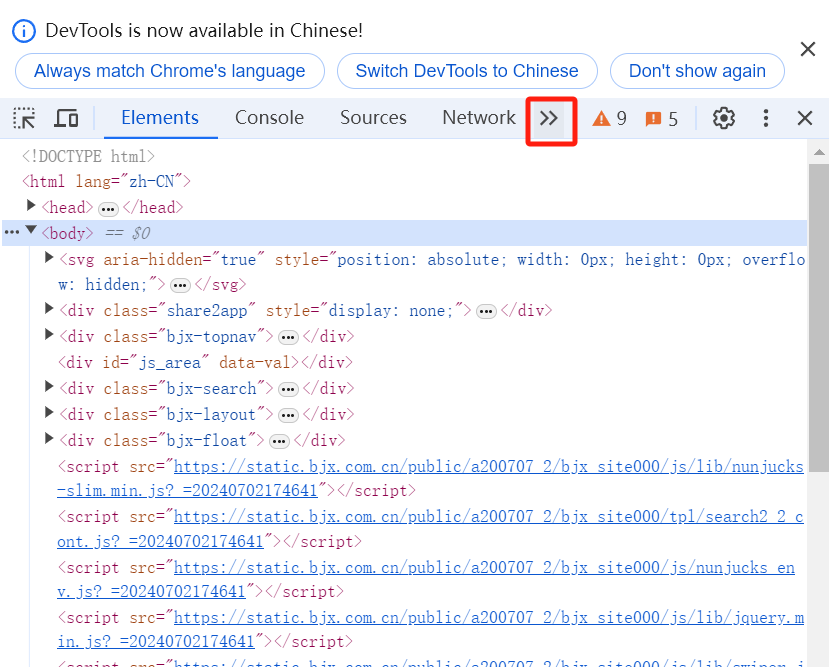 DevTools is now available in Chinese!
Always match Chrome's language
Switch DevTools to Chinese
Don't show again
Elements Console Sources Network 9 5
<!DOCTYPE html>
<html lang="zh-CN">
<head> ••• </head>
••• <body> == $0
<svg aria-hidden="true" style="position: absolute; width: 0px; height: 0px; overflo
w: hidden;"> ••• </svg>
<div class="share2app" style="display: none;"> ••• </div>
<div class="bjx-topnav"> ••• </div>
<div id="js_area" data-val></div>
<div class="bjx-search"> ••• </div>
<div class="bjx-layout"> ••• </div>
<div class="bjx-float"> ••• </div>
<script src="https://static.bjx.com.cn/public/a200707_2/bjx_site000/js/lib/nunjucks
-slim.min.js?_=20240702174641"></script>
<script src="https://static.bjx.com.cn/public/a200707_2/bjx_site000/tpl/search2_2_c
ont.js?_=20240702174641"></script>
<script src="https://static.bjx.com.cn/public/a200707_2/bjx_site000/js/nunjucks_en
v.js?_=20240702174641"></script>
<script src="https://static.bjx.com.cn/public/a200707_2/bjx_site000/js/lib/jquery.m
in.js?_=20240702174641"></script>